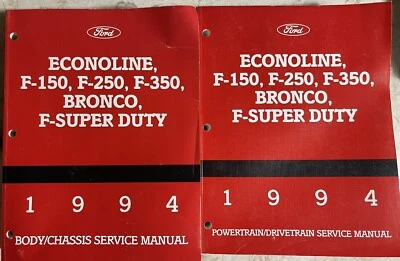 Ford
ECONOLINE,
F-150, F-250, F-350,
BRONCO,
F-SUPER DUTY
1 9 9 4
BODY/CHASSIS SERVICE MANUAL
Ford
ECONOLINE,
F-150, F-250, F-350,
BRONCO,
F-SUPER DUTY
1 9 9 4
POWERTRAIN/DRIVETRAIN SERVICE MANUAL